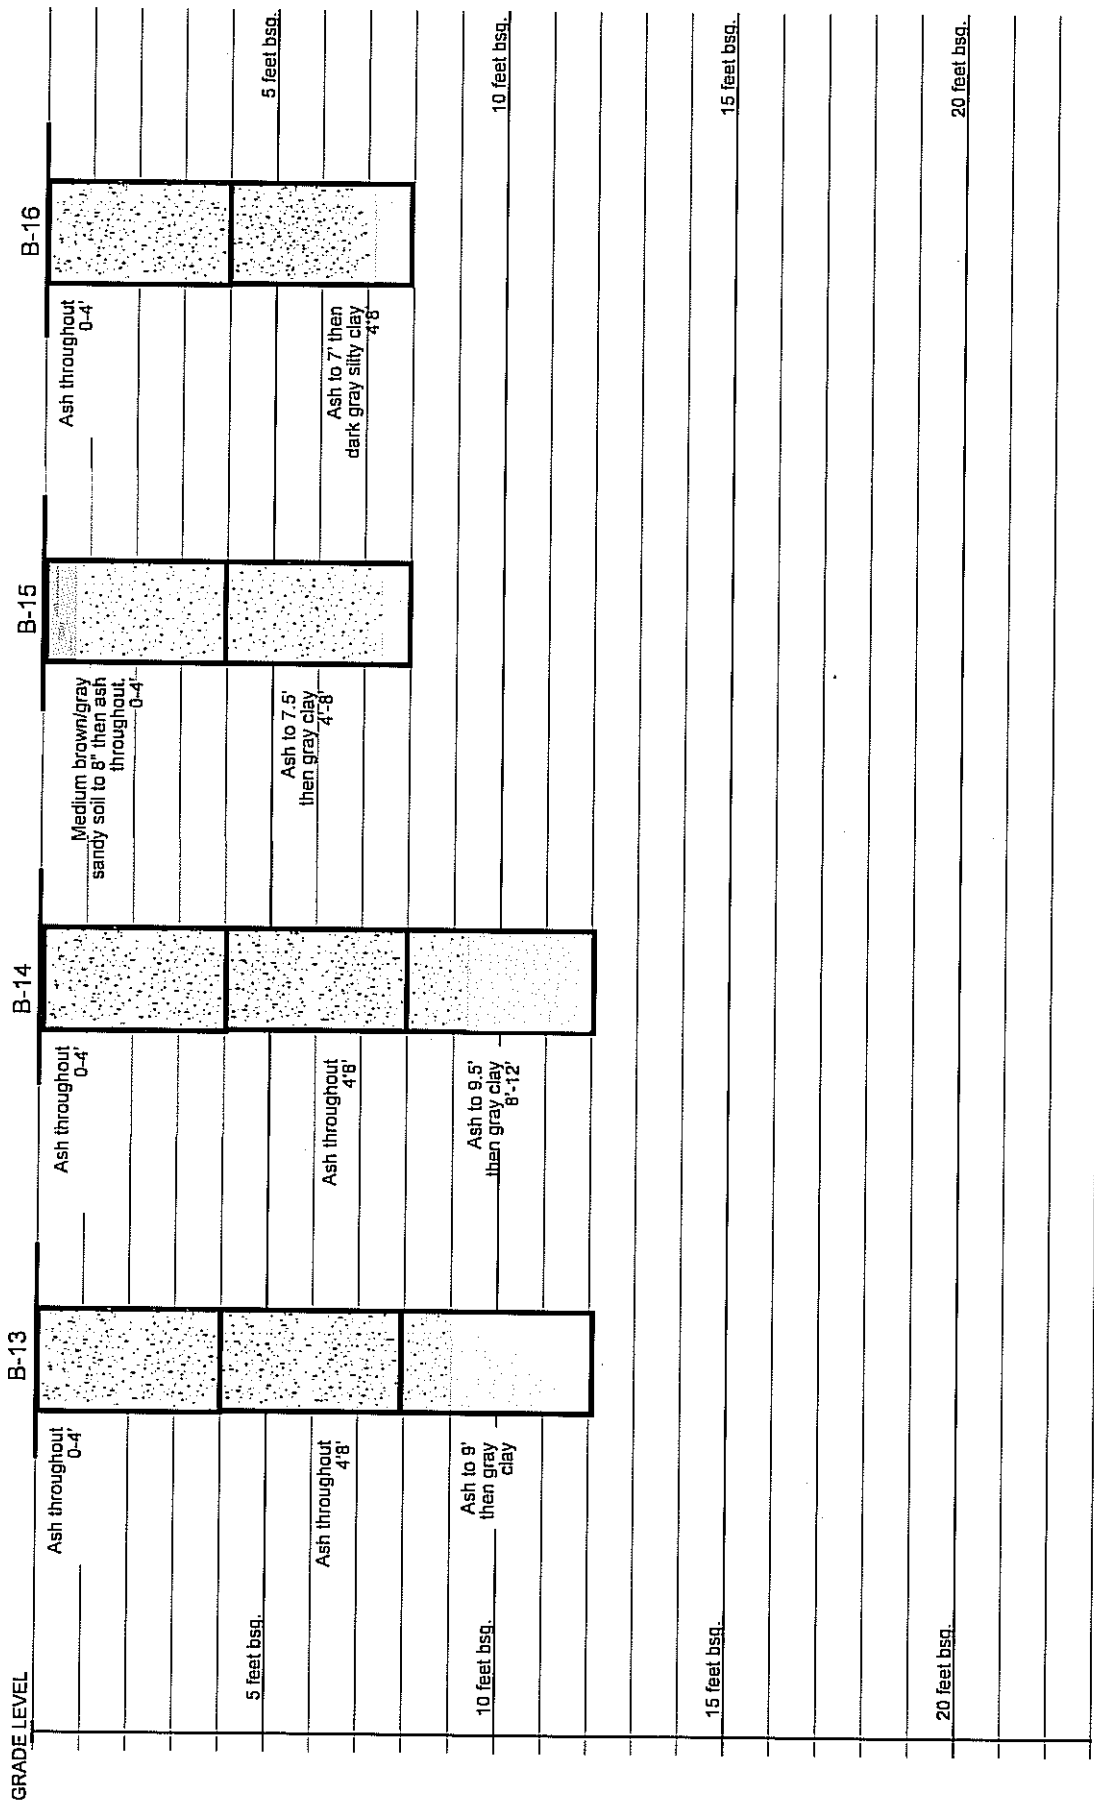 GRADE LEVEL
B-13
B-14
B-15
B-16
Ash throughout
0-4'
Ash throughout
0-4'
Medium brown/gray
sandy soil to 8" then ash
throughout.
0-4'
Ash throughout
0-4'
5 feet bsg.
5 feet bsg.
Ash throughout
4'8'
Ash throughout
4'8'
Ash to 7.5'
then gray clay
4'-8'
Ash to 7' then
dark gray silty clay
4'8'
10 feet bsg.
10 feet bsg.
Ash to 9'
then gray
clay
Ash to 9.5'
then gray clay
8'-12'
15 feet bsg.
15 feet bsg.
20 feet bsg.
20 feet bsg.